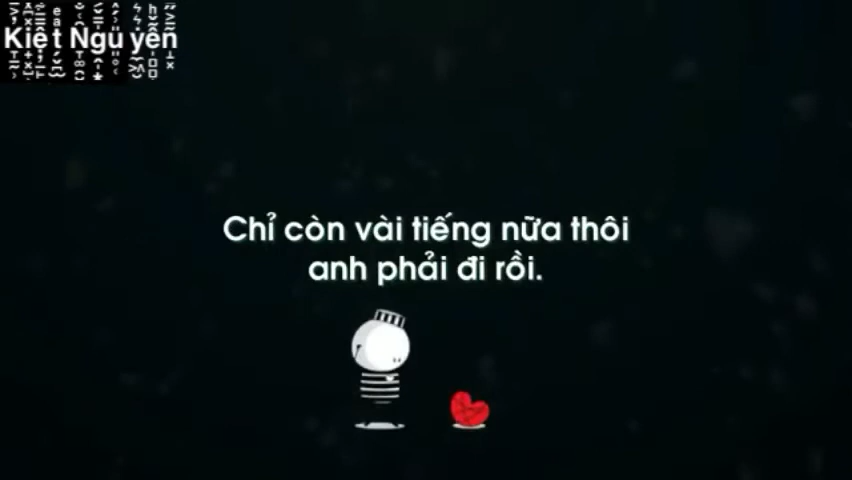 Kiệt Nguyễn
Chỉ còn vài tiếng nữa thôi
anh phải đi rồi.